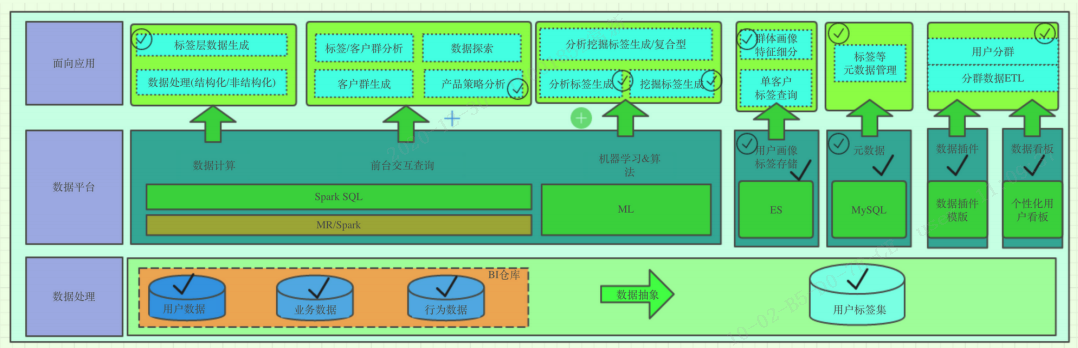 面向应用
标签层数据生成
数据处理(结构化/非结构化)
标签/客户群分析
数据探索
客户群生成
产品策略分析
分析挖掘标签生成/复合型
分析标签生成
挖掘标签生成
群体画像
特征细分
单客户
标签查询
标签等
元数据管理
用户分群
分群数据ETL
数据平台
数据计算
前台交互查询
机器学习&算
法
Spark SQL
MR/Spark
ML
用户画像
标签存储
ES
元数据
MySQL
数据插件
数据插件
模版
数据看板
个性化用
户看板
数据处理
BI仓库
用户数据
业务数据
行为数据
数据抽象
用户标签集